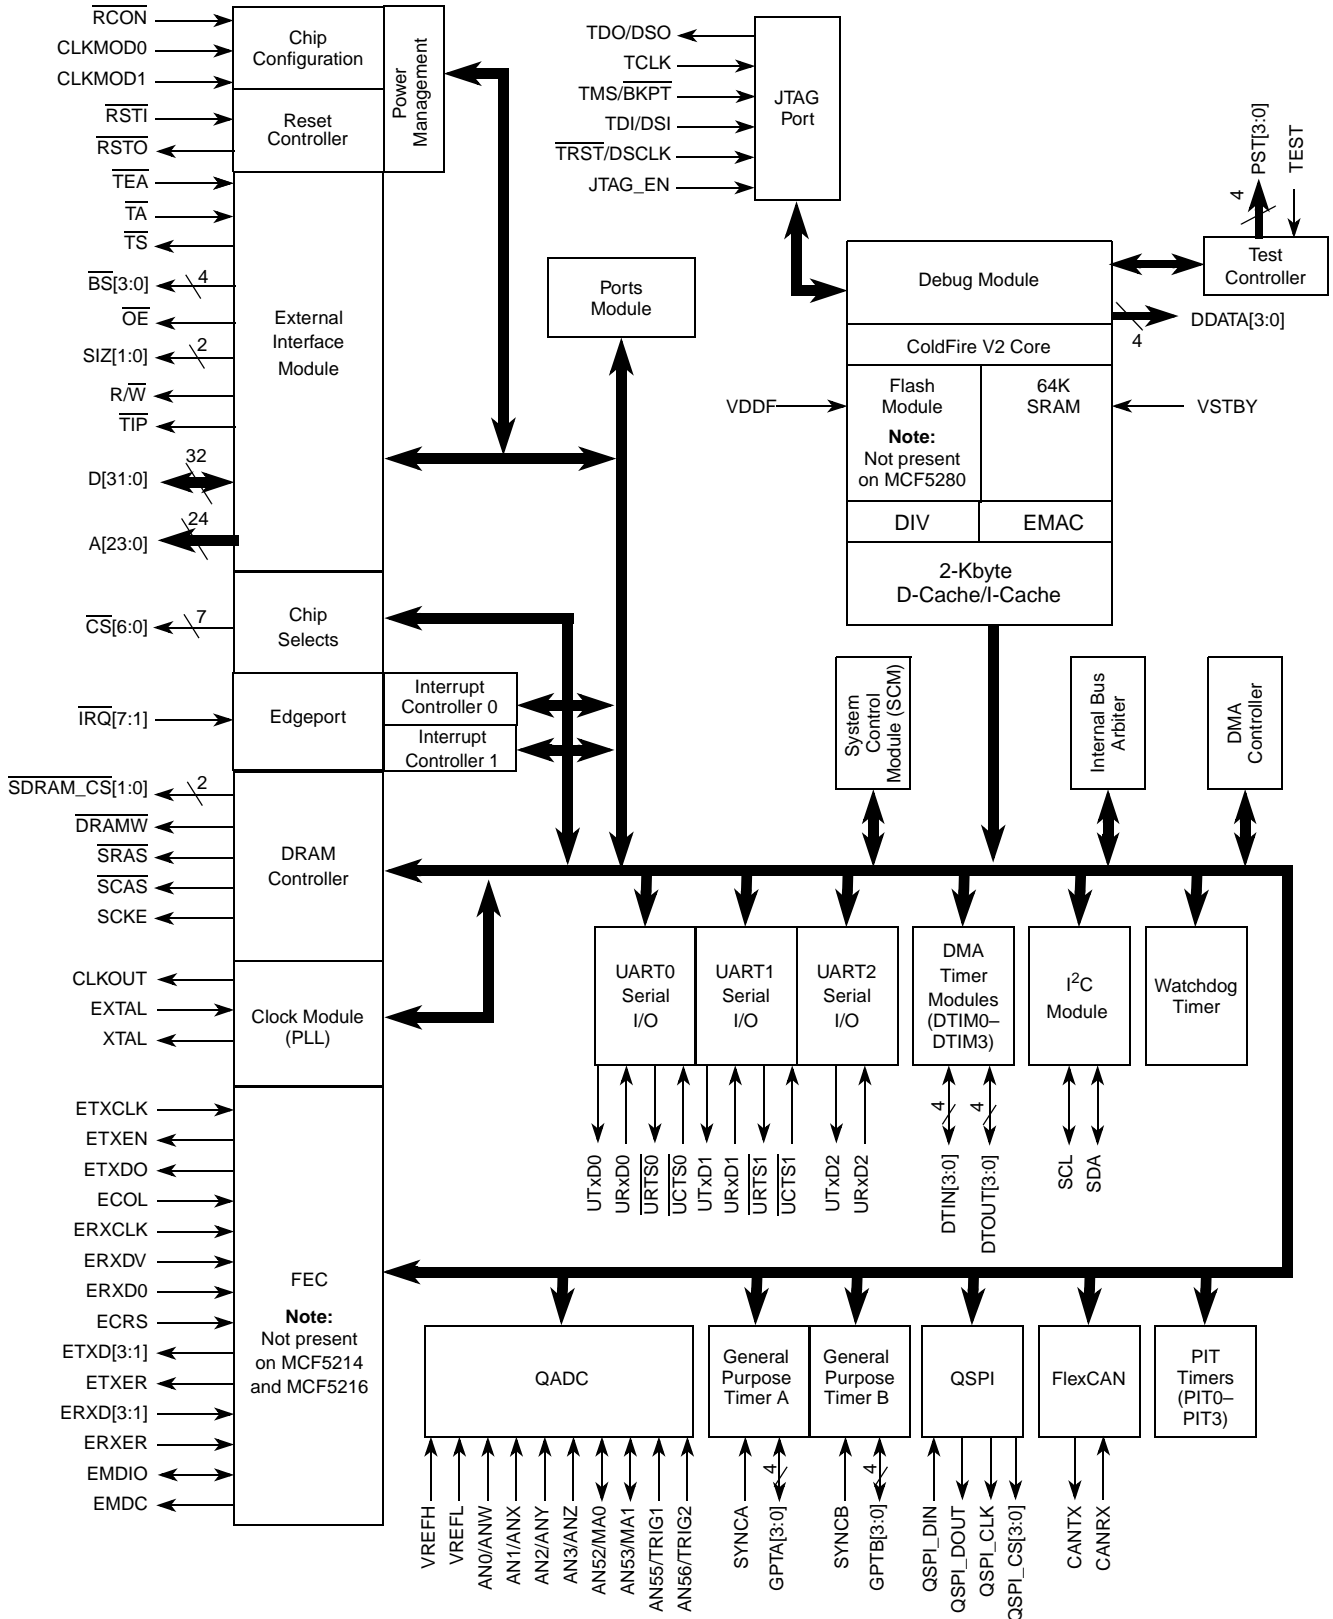 RCON
CLKMOD0
CLKMOD1
Chip
Configuration
RSTI
RSTO
Reset
Controller
Power
Management
TEA
TA
TS
BS[3:0]
4
OE
SIZ[1:0]
2
R/W
TIP
D[31:0]
32
A[23:0]
24
External
Interface
Module
CS[6:0]
7
Chip
Selects
IRQ[7:1]
Edgeport
Interrupt
Controller 0
Interrupt
Controller 1
SDRAM_CS[1:0]
2
DRAMW
SRAS
SCAS
SCKE
DRAM
Controller
CLKOUT
EXTAL
XTAL
Clock Module
(PLL)
ETXCLK
ETXEN
ETXDO
ECOL
ERXCLK
ERXDV
ERXD0
ECRS
ETXD[3:1]
ETXER
ERXD[3:1]
ERXER
EMDIO
EMDC
FEC
Note:
Not present
on MCF5214
and MCF5216
TDO/DSO
TCLK
TMS/BKPT
TDI/DSI
TRST/DSCLK
JTAG_EN
JTAG
Port
Ports
Module
PST[3:0]
4
TEST
Test
Controller
Debug Module
DDATA[3:0]
4
ColdFire V2 Core
VDDF
Flash
Module
Note:
Not present
on MCF5280
64K
SRAM
VSTBY
DIV
EMAC
2-Kbyte
D-Cache/I-Cache
System
Control
Module (SCM)
Internal Bus
Arbiter
DMA
Controller
UART0
Serial
I/O
UART1
Serial
I/O
UART2
Serial
I/O
DMA
Timer
Modules
(DTIM0–
DTIM3)
I2C
Module
Watchdog
Timer
UTxD0
URxD0
URTS0
UCTS0
UTxD1
URxD1
URTS1
UCTS1
UTxD2
URxD2
4
DTIN[3:0]
4
DTOUT[3:0]
SCL
SDA
QADC
General
Purpose
Timer A
General
Purpose
Timer B
QSPI
FlexCAN
PIT
Timers
(PIT0–
PIT3)
VREFH
VREFL
AN0/ANW
AN1/ANX
AN2/ANY
AN3/ANZ
AN52/MA0
AN53/MA1
AN55/TRIG1
AN56/TRIG2
SYNCA
4
GPTA[3:0]
SYNCB
4
GPTB[3:0]
QSPI_DIN
QSPI_DOUT
QSPI_CLK
QSPI_CS[3:0]
CANTX
CANRX